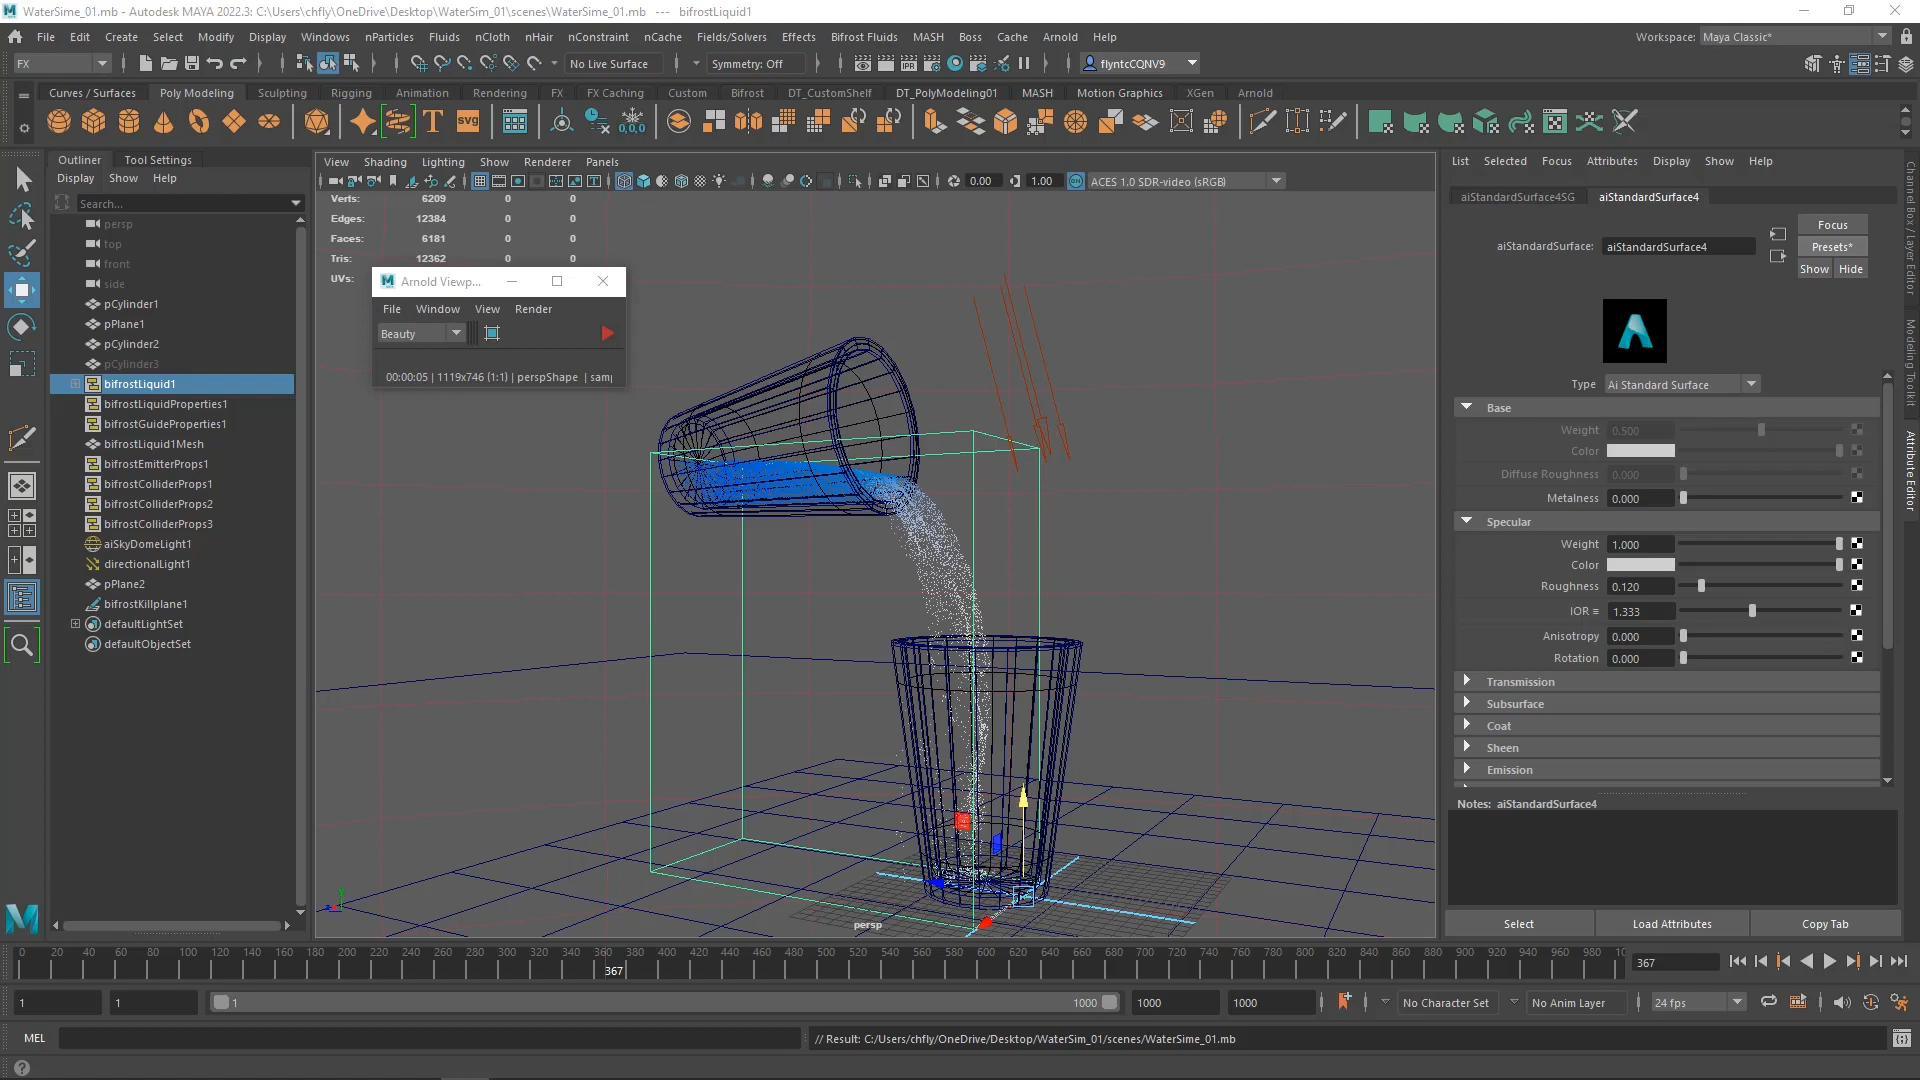 WaterSime_01.mb - Autodesk MAYA 2022.3: C:\Users\chfly\OneDrive\Desktop\WaterSim_01\scenes\WaterSime_01.mb --- bifrostLiquid1
File Edit Create Select Modify Display Windows nParticles Fluids nCloth nHair nConstraint nCache Fields/Solvers Effects Bifrost Fluids MASH Boss Cache Arnold Help Workspace: Maya Classic*
FX No Live Surface Symmetry: Off flyntcCQNV9
Curves / Surfaces Poly Modeling Sculpting Rigging Animation Rendering FX FX Caching Custom Bifrost DT_CustomShelf DT_PolyModeling01 MASH Motion Graphics XGen Arnold
T svg 0,0,0
Outliner Tool Settings
Display Show Help
Search...
persp
top
front
side
pCylinder1
pPlane1
pCylinder2
pCylinder3
bifrostLiquid1
bifrostLiquidProperties1
bifrostGuideProperties1
bifrostLiquid1Mesh
bifrostEmitterProps1
bifrostColliderProps1
bifrostColliderProps2
bifrostColliderProps3
aiSkyDomeLight1
directionalLight1
pPlane2
bifrostKillplane1
defaultLightSet
defaultObjectSet
View Shading Lighting Show Renderer Panels
0.00 1.00 ACES 1.0 SDR-video (sRGB)
Verts: 6209 0 0
Edges: 12384 0 0
Faces: 6181 0 0
Tris: 12362 0 0
UVs:
Arnold Viewp...
File Window View Render
Beauty
00:00:05 | 1119x746 (1:1) | perspShape | samp
persp
List Selected Focus Attributes Display Show Help
aiStandardSurface4SG aiStandardSurface4
Focus
aiStandardSurface: aiStandardSurface4 Presets*
Show Hide
Type Ai Standard Surface
Base
Weight 0.500
Color
Diffuse Roughness 0.000
Metalness 0.000
Specular
Weight 1.000
Color
Roughness 0.120
IOR ≡ 1.333
Anisotropy 0.000
Rotation 0.000
Transmission
Subsurface
Coat
Sheen
Emission
Notes: aiStandardSurface4
Select Load Attributes Copy Tab
Channel Box / Layer Editor
Modeling Toolkit
Attribute Editor
0 20 40 60 80 100 120 140 160 180 200 220 240 260 280 300 320 340 360 380 400 420 440 460 480 500 520 540 560 580 600 620 640 660 680 700 720 740 760 780 800 820 840 860 880 900 920 940 960 980 10
367 367
1 1 1 1000 1000 1000 No Character Set No Anim Layer 24 fps
MEL // Result: C:/Users/chfly/OneDrive/Desktop/WaterSim_01/scenes/WaterSime_01.mb